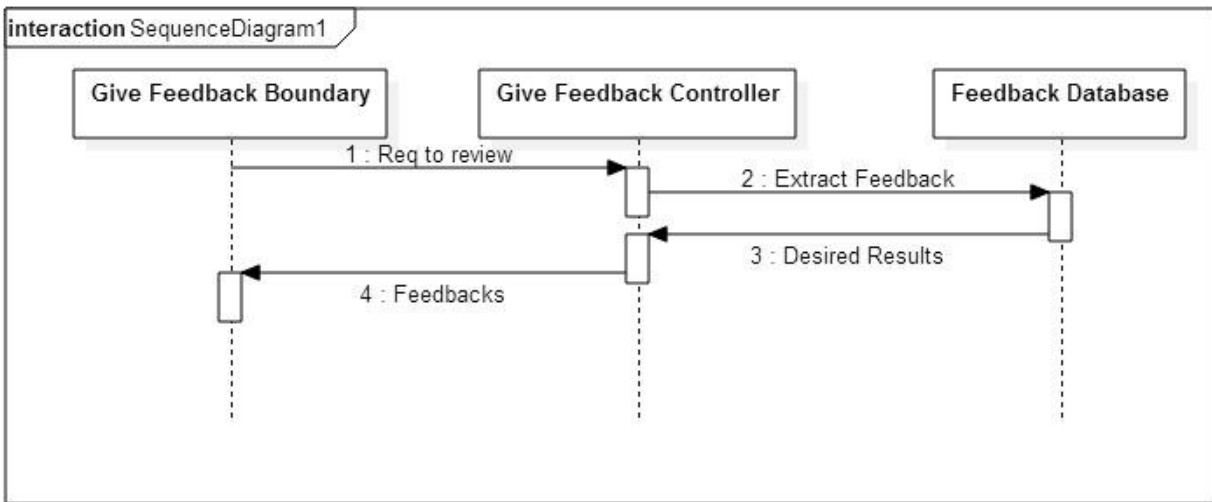 interaction SequenceDiagram1
Give Feedback Boundary
Give Feedback Controller
Feedback Database
1 : Req to review
2 : Extract Feedback
3 : Desired Results
4 : Feedbacks